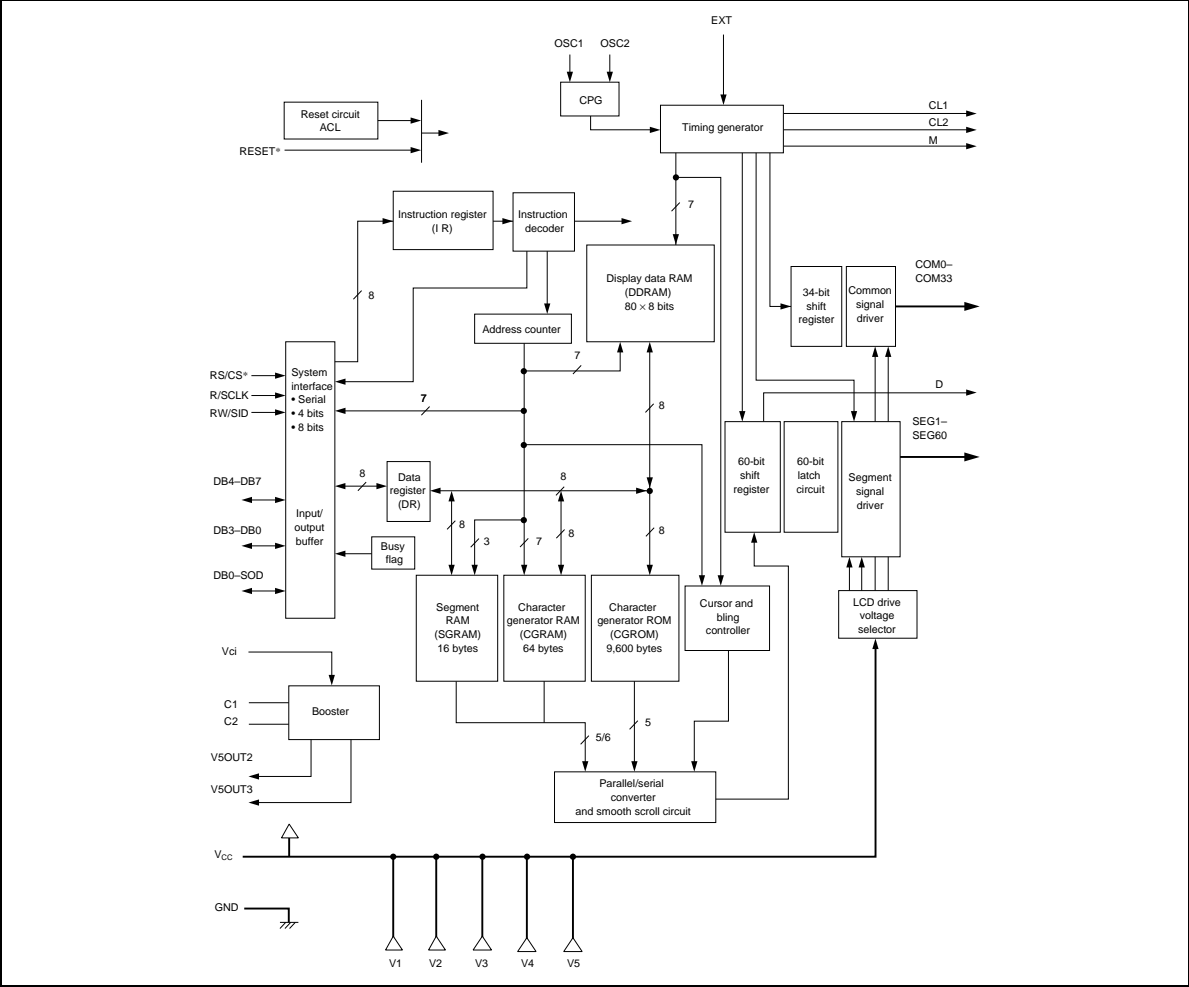 EXT
OSC1 OSC2
CPG
Reset circuit
ACL
RESET*
Timing generator
CL1
CL2
M
Instruction register
(I R)
Instruction
decoder
7
8
Display data RAM
(DDRAM)
80 × 8 bits
34-bit
shift
register
Common
signal
driver
COM0–
COM33
Address counter
7
RS/CS*
R/SCLK
RW/SID
System
interface
• Serial
• 4 bits
• 8 bits
7
8
D
SEG1–
SEG60
60-bit
shift
register
60-bit
latch
circuit
Segment
signal
driver
DB4–DB7
DB3–DB0
DB0–SOD
Input/
output
buffer
8
Data
register
(DR)
8
8
3
7
8
8
Busy
flag
Segment
RAM
(SGRAM)
16 bytes
Character
generator RAM
(CGRAM)
64 bytes
Character
generator ROM
(CGROM)
9,600 bytes
Cursor and
bling
controller
LCD drive
voltage
selector
Vci
C1
C2
Booster
V5OUT2
V5OUT3
5/6
5
Parallel/serial
converter
and smooth scroll circuit
VCC
GND
V1 V2 V3 V4 V5